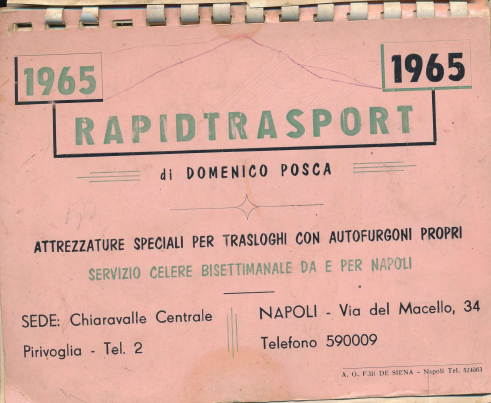 1965 1965
RAPIDTRASPORT
di DOMENICO POSCA
ATTREZZATURE SPECIALI PER TRASLOGHI CON AUTOFURGONI PROPRI
SERVIZIO CELERE BISETTIMANALE DA E PER NAPOLI
SEDE: Chiaravalle Centrale
Pirivoglia - Tel. 2
NAPOLI - Via del Macello, 34
Telefono 590009
A. O. F.lli DE SIENA - Napoli Tel. 524063